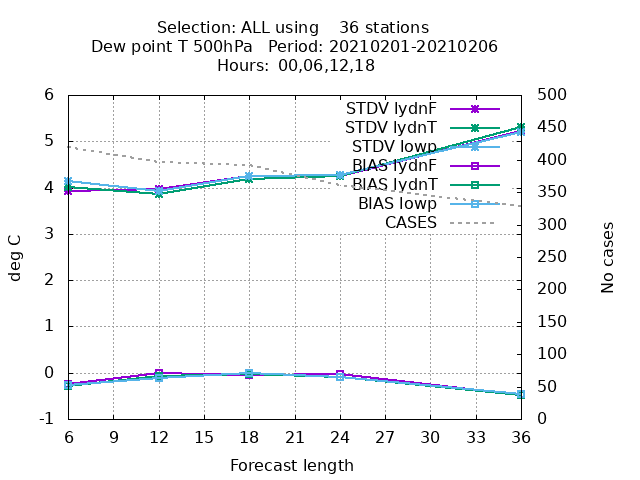 Selection: ALL using    36 stations
Dew point T 500hPa   Period: 20210201-20210206
Hours:  00,06,12,18
6
5
4
3
2
1
0
-1
deg C
500
450
400
350
300
250
200
150
100
50
0
No cases
STDV lydnF
STDV lydnT
STDV lowp
BIAS lydnF
BIAS lydnT
BIAS lowp
CASES
6 9 12 15 18 21 24 27 30 33 36
Forecast length